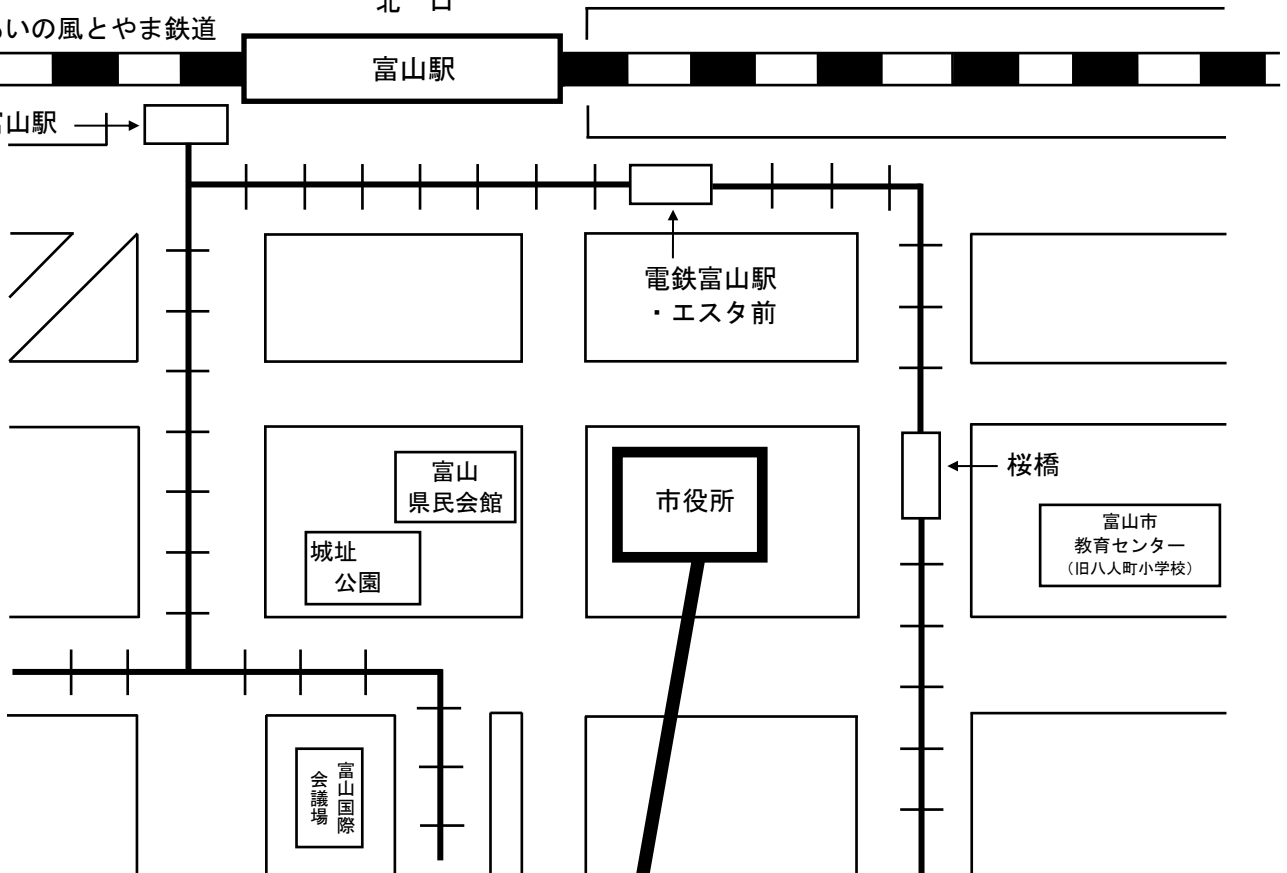 北 口
いの風とやま鉄道
富山駅
山駅
電鉄富山駅
・エスタ前
富山
県民会館
市役所
桜橋
城址
公園
富山市
教育センター
（旧八人町小学校）
富山国際
会議場